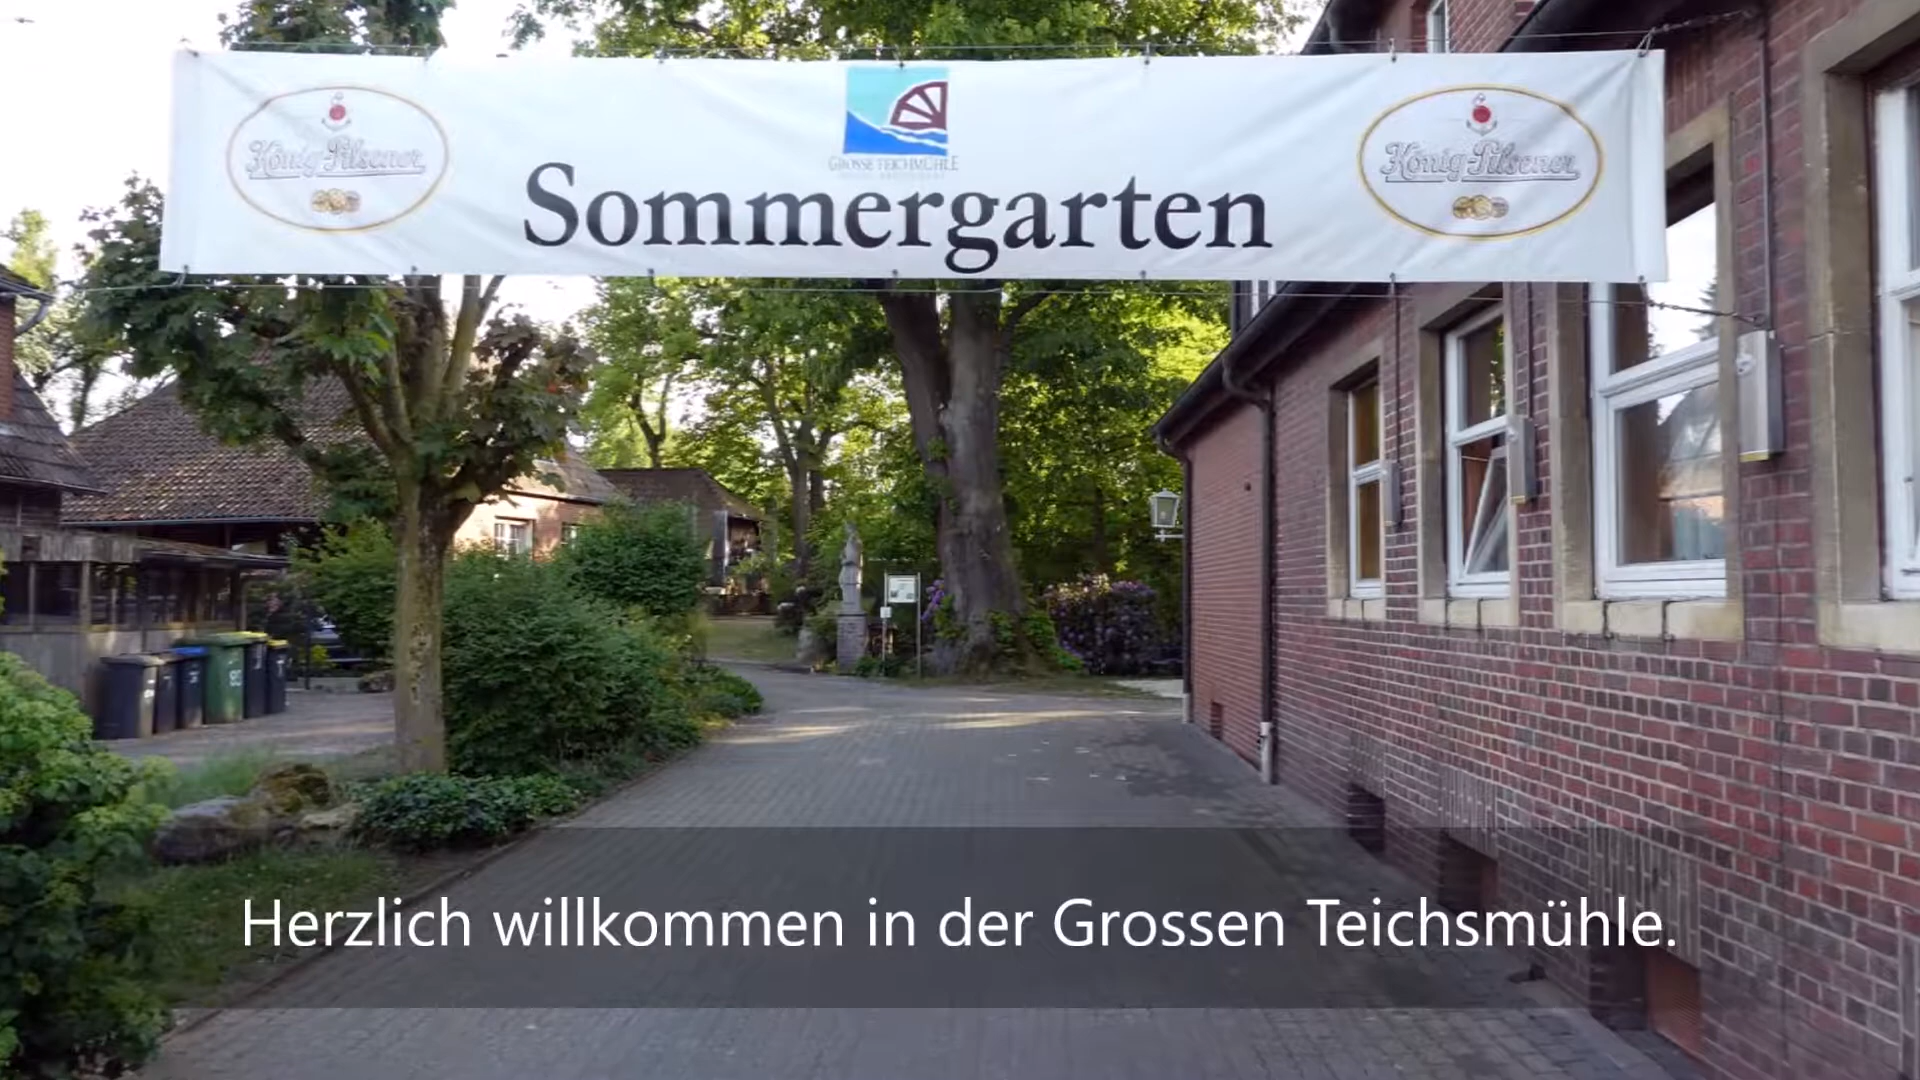 König-Pilsener
GROSSE TEICHMÜHLE
König-Pilsener
Sommergarten
Herzlich willkommen in der Grossen Teichsmühle.